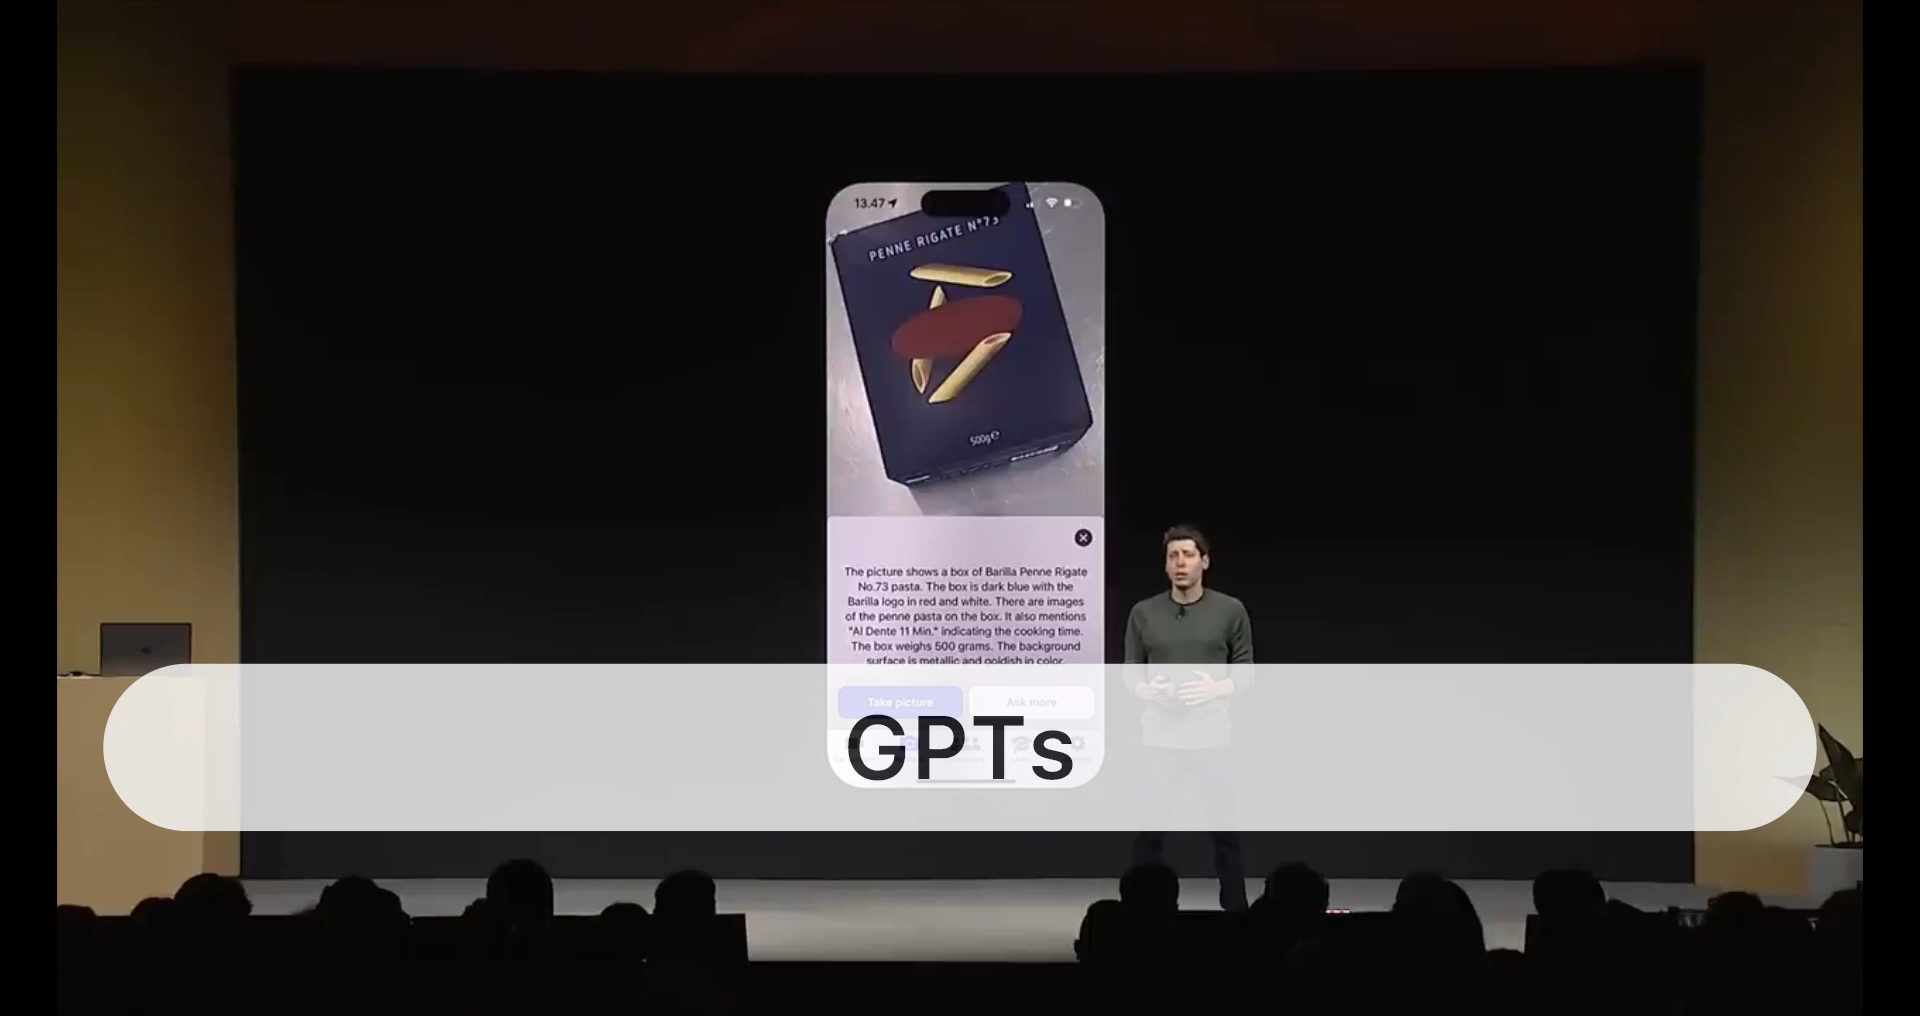 13.47
PENNE RIGATE N°73
500g℮
The picture shows a box of Barilla Penne Rigate
No.73 pasta. The box is dark blue with the
Barilla logo in red and white. There are images
of the penne pasta on the box. It also mentions
"Al Dente 11 Min." indicating the cooking time.
The box weighs 500 grams. The background
surface is metallic and goldish in color.
Take picture
Ask more
GPTs